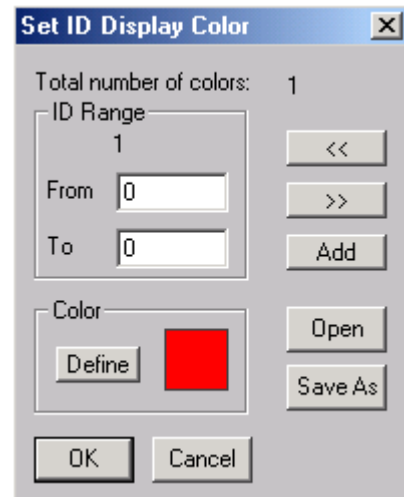 Set ID Display Color
Total number of colors: 1
ID Range
1
<<
From 0
>>
To 0
Add
Color
Define
Open
Save As
OK Cancel